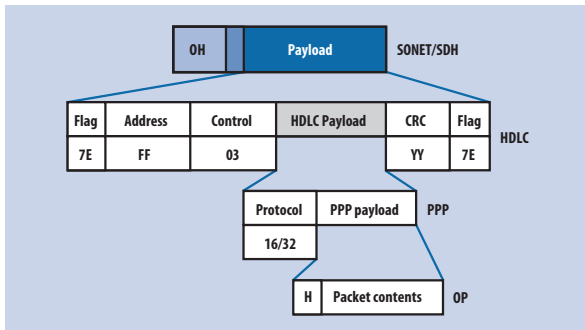 OH Payload SONET/SDH
Flag Address Control HDLC Payload CRC Flag HDLC
7E FF 03 YY 7E
Protocol PPP payload PPP
16/32
H Packet contents OP